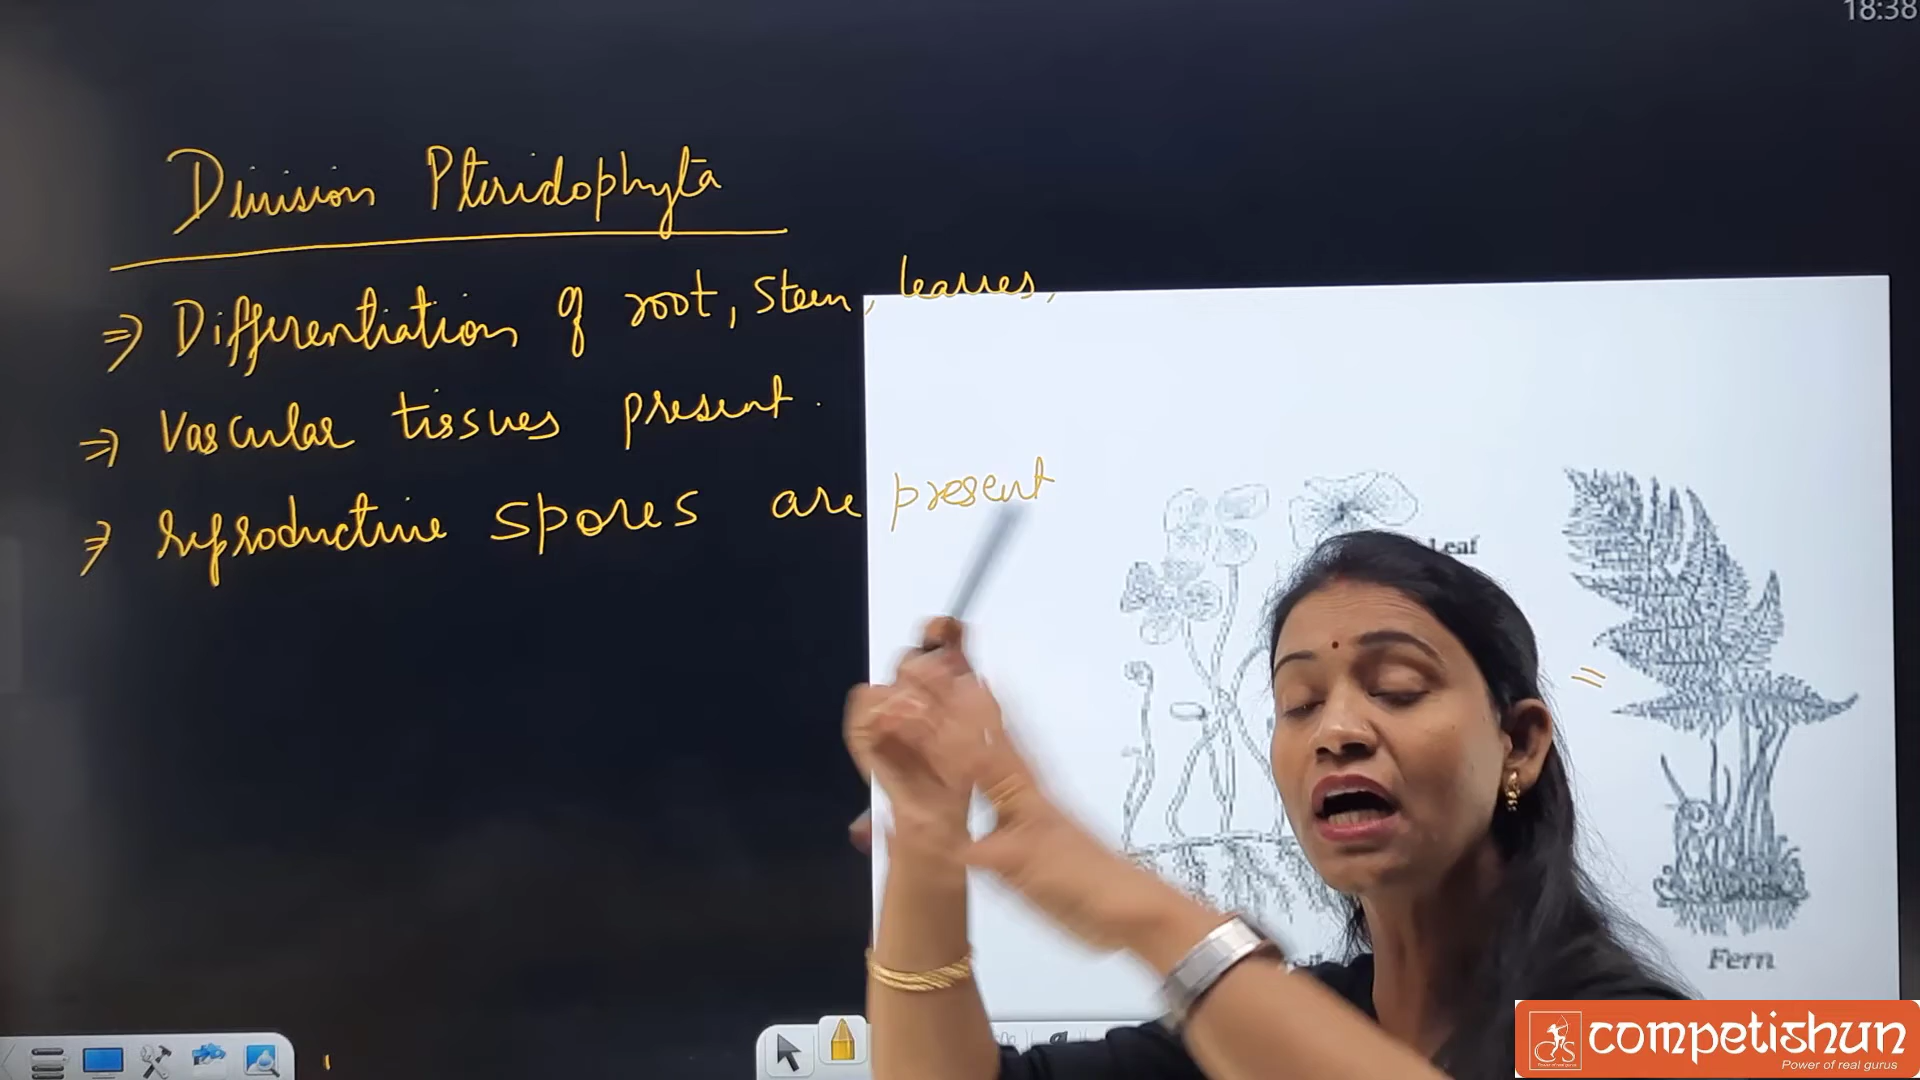 18:38
Division Pteridophyta
⇒ Differentiation of root, Stem, leaves,
⇒ Vascular tissues present.
⇒ reproductive spores are present
Leaf
Fern
competishun
Power of real gurus